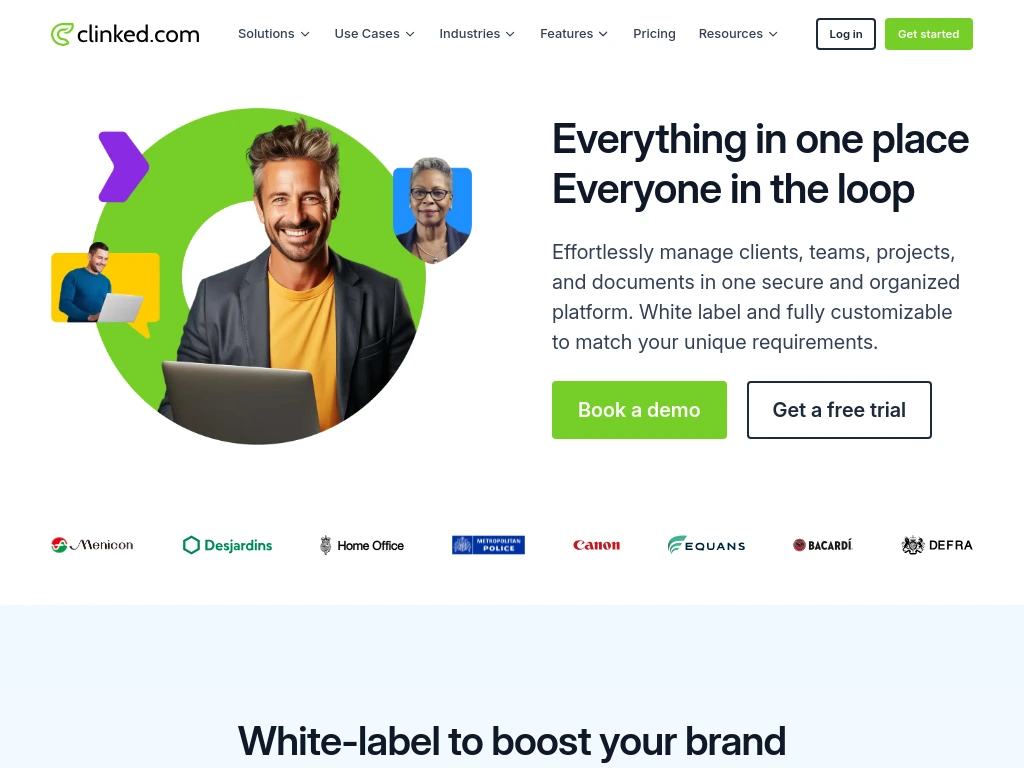 clinked.com
Solutions
Use Cases
Industries
Features
Pricing
Resources
Log in
Get started
Everything in one place
Everyone in the loop
Effortlessly manage clients, teams, projects,
and documents in one secure and organized
platform. White label and fully customizable
to match your unique requirements.
Book a demo
Get a free trial
Menicon
Desjardins
Home Office
METROPOLITAN
POLICE
Canon
EQUANS
BACARDÍ
DEFRA
White-label to boost your brand